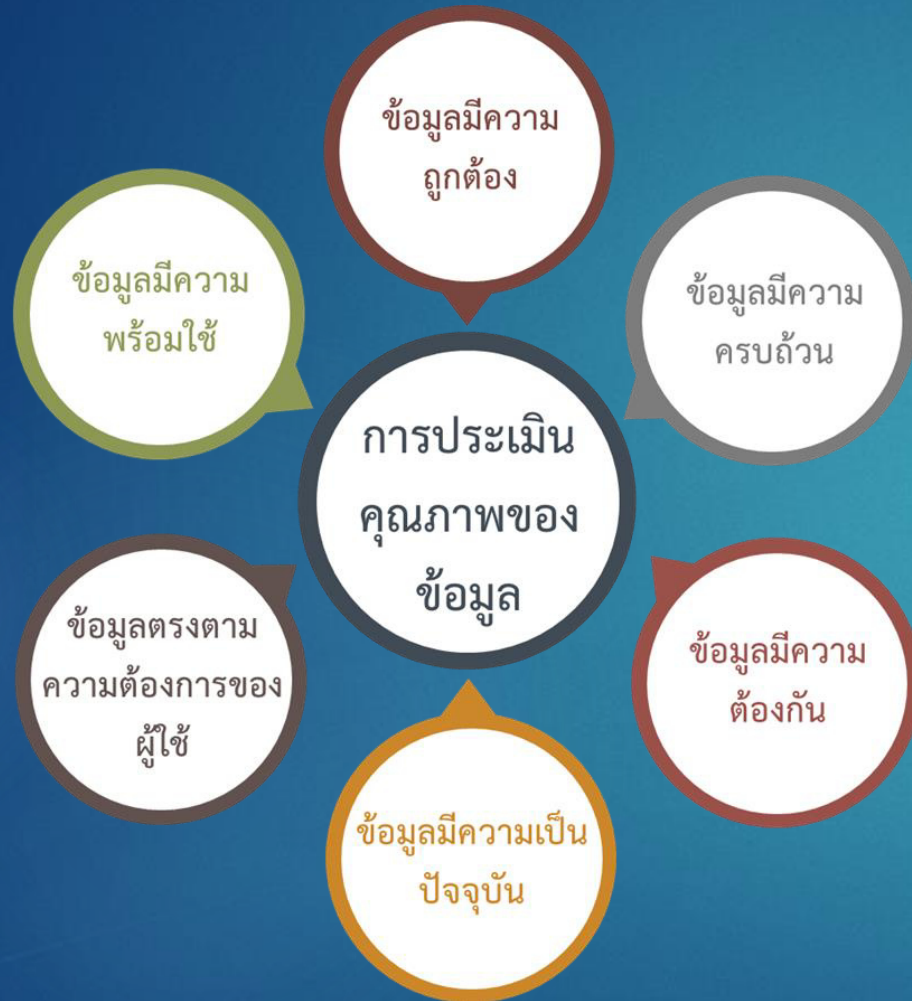 ข้อมูลมีความ
ถูกต้อง
ข้อมูลมีความ
พร้อมใช้
ข้อมูลมีความ
ครบถ้วน
การประเมิน
คุณภาพของ
ข้อมูล
ข้อมูลตรงตาม
ความต้องการของ
ผู้ใช้
ข้อมูลมีความ
ต้องกัน
ข้อมูลมีความเป็น
ปัจจุบัน